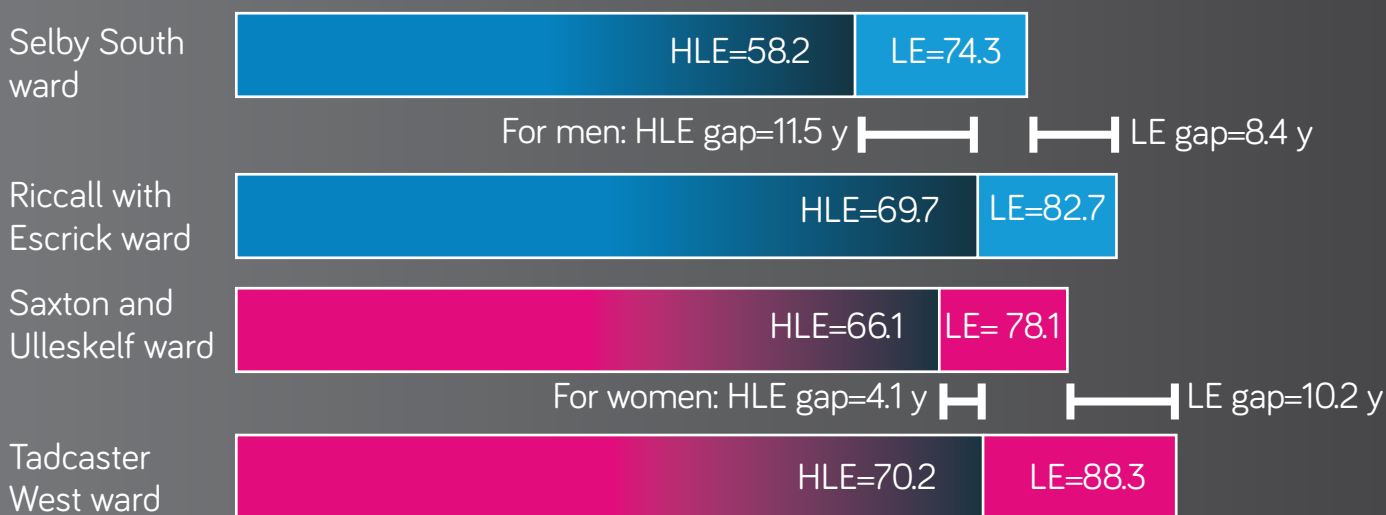 Selby South
ward
HLE=58.2
LE=74.3
For men: HLE gap=11.5 y
LE gap=8.4 y
Riccall with
Escrick ward
HLE=69.7
LE=82.7
Saxton and
Ulleskelf ward
HLE=66.1
LE= 78.1
For women: HLE gap=4.1 y
LE gap=10.2 y
Tadcaster
West ward
HLE=70.2
LE=88.3